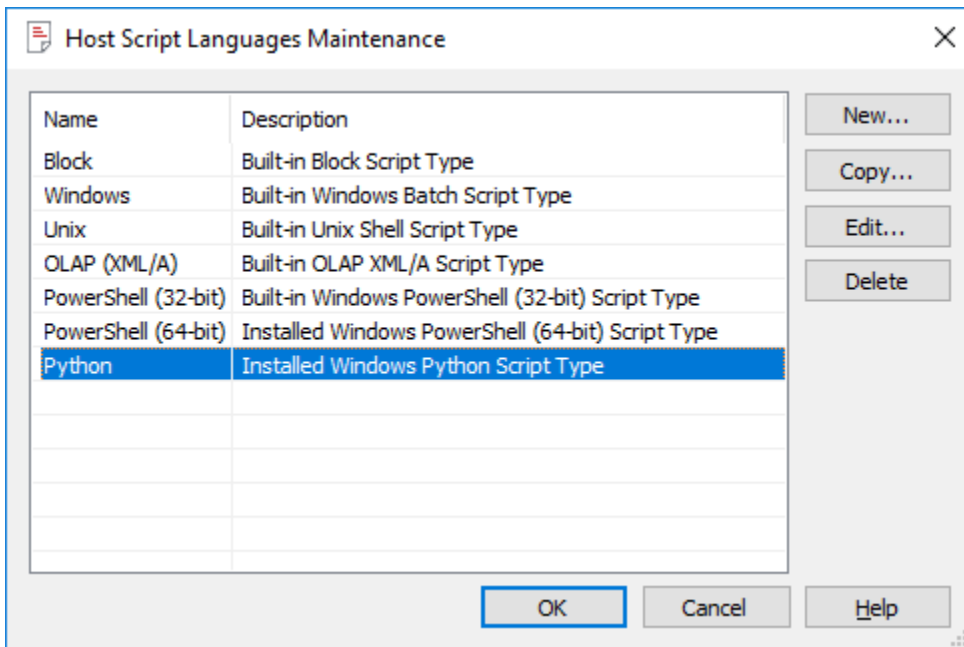 Host Script Languages Maintenance
Name Description
Block Built-in Block Script Type
Windows Built-in Windows Batch Script Type
Unix Built-in Unix Shell Script Type
OLAP (XML/A) Built-in OLAP XML/A Script Type
PowerShell (32-bit) Built-in Windows PowerShell (32-bit) Script Type
PowerShell (64-bit) Installed Windows PowerShell (64-bit) Script Type
Python Installed Windows Python Script Type
New...
Copy...
Edit...
Delete
OK Cancel Help